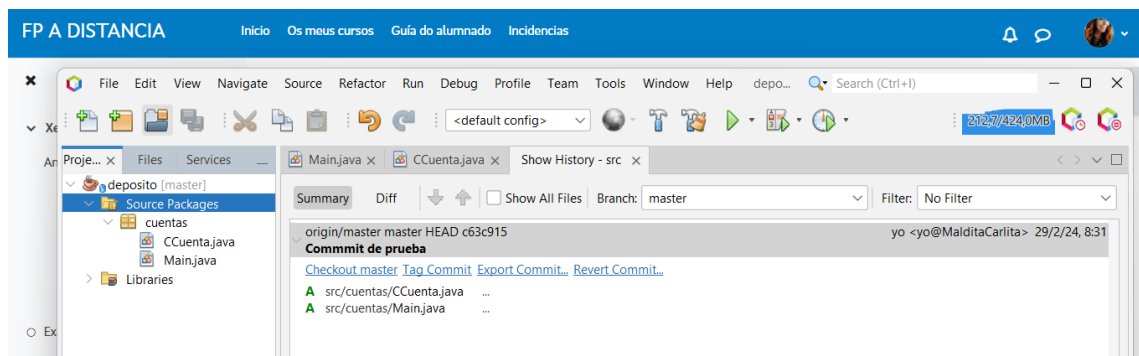 FP A DISTANCIA Inicio Os meus cursos Guía do alumnado Incidencias
File Edit View Navigate Source Refactor Run Debug Profile Team Tools Window Help depo... Search (Ctrl+I)
<default config> 212,7/424,0MB
Xe
An
Proje... Files Services Main.java CCuenta.java Show History - src
deposito [master]
Source Packages
cuentas
CCuenta.java
Main.java
Libraries
Summary Diff Show All Files Branch: master Filter: No Filter
origin/master master HEAD c63c915 yo <yo@MalditaCarlita> 29/2/24, 8:31
Commmit de prueba
Checkout master Tag Commit Export Commit... Revert Commit...
A src/cuentas/CCuenta.java ...
A src/cuentas/Main.java ...
Ex